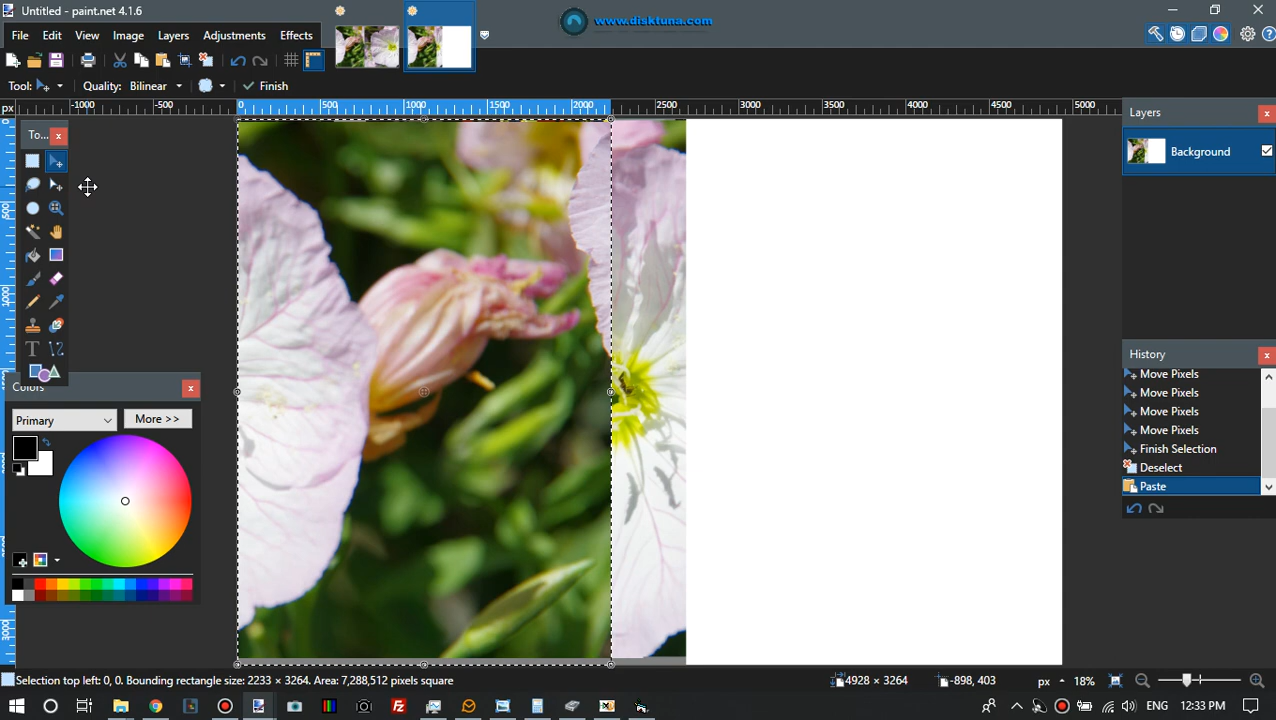 Untitled - paint.net 4.1.6
www.disktuna.com
File Edit View Image Layers Adjustments Effects
Tool: Quality: Bilinear Finish
px -1000 -500 0 500 1000 1500 2000 2500 3000 3500 4000 4500 5000
To...
Layers
Background
History
Move Pixels
Move Pixels
Move Pixels
Move Pixels
Finish Selection
Deselect
Paste
Colors
Primary More >>
Selection top left 0, 0. Bounding rectangle size: 2233 × 3264. Area: 7,288,512 pixels square 4928 × 3264 -898, 403 px 18%
ENG 12:33 PM